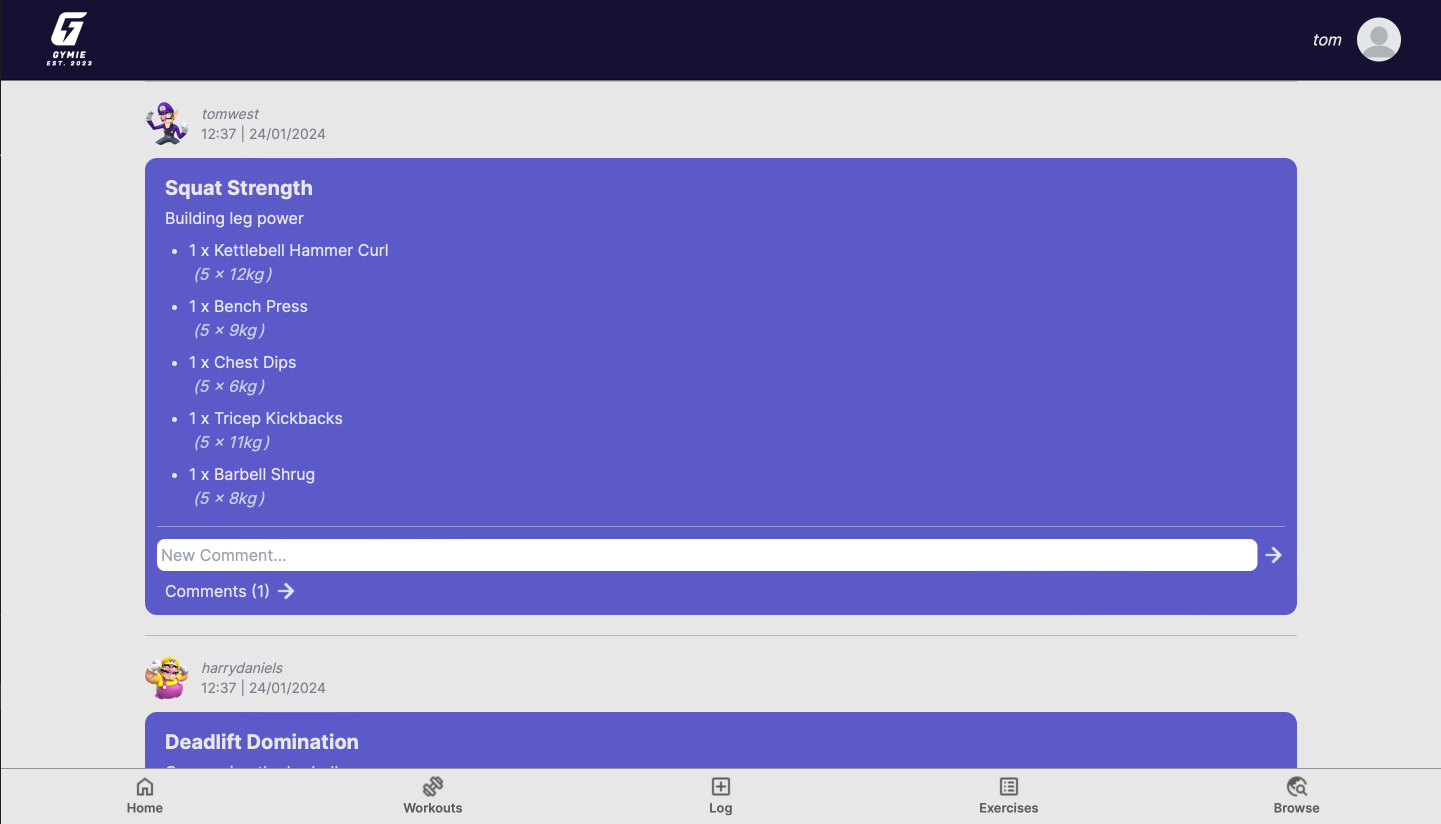 GYMIE
EST. 2023
tom
tomwest
12:37 | 24/01/2024
Squat Strength
Building leg power
• 1 x Kettlebell Hammer Curl
(5 x 12kg)
• 1 x Bench Press
(5 x 9kg)
• 1 x Chest Dips
(5 x 6kg)
• 1 x Tricep Kickbacks
(5 x 11kg)
• 1 x Barbell Shrug
(5 x 8kg)
New Comment...
Comments (1)
harrydaniels
12:37 | 24/01/2024
Deadlift Domination
Home
Workouts
Log
Exercises
Browse